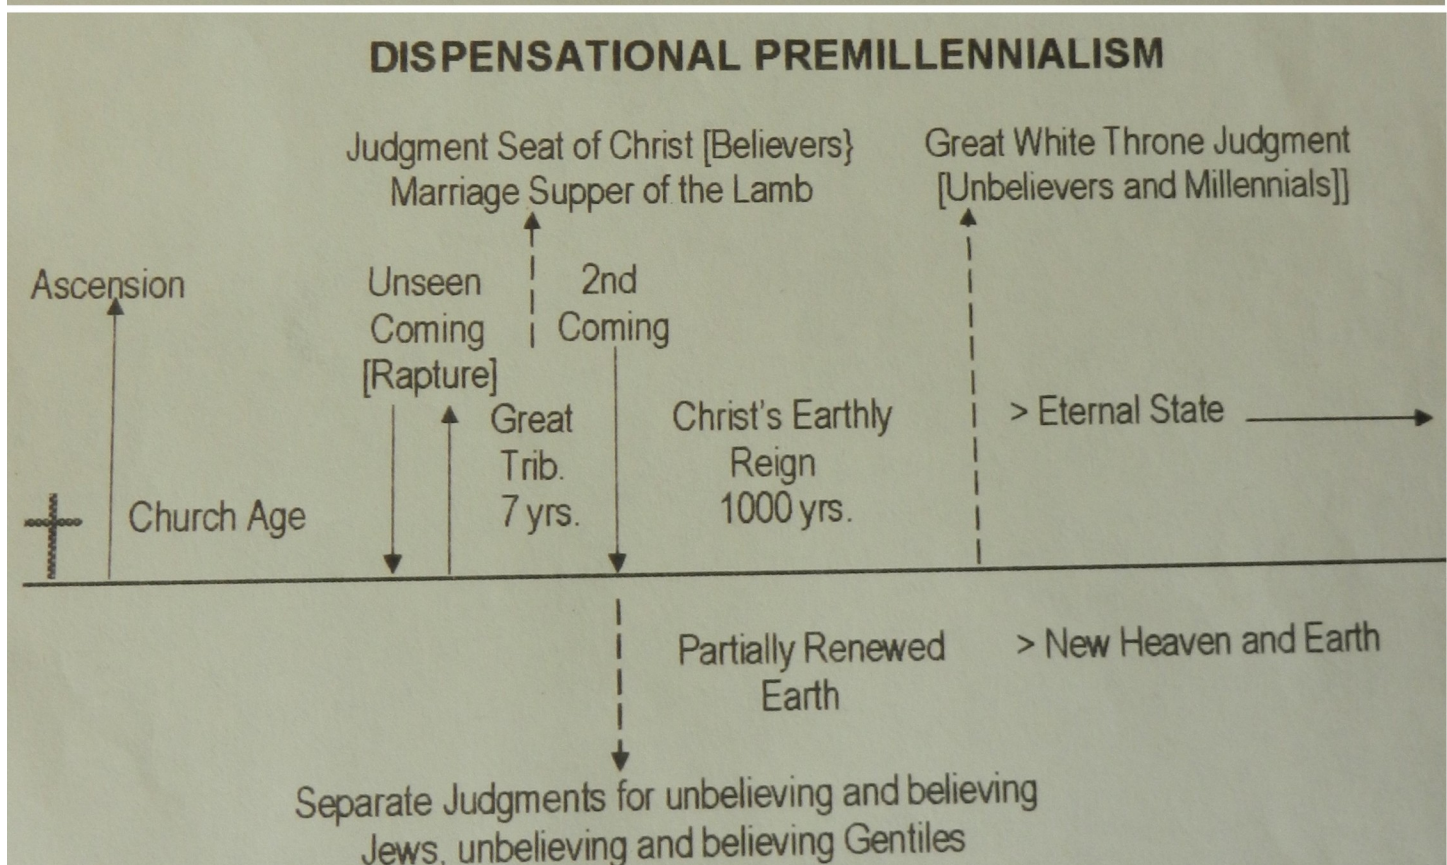 DISPENSATIONAL PREMILLENNIALISM
Judgment Seat of Christ [Believers}
Marriage Supper of the Lamb
Great White Throne Judgment
[Unbelievers and Millennials]]
Ascension
Unseen
Coming
[Rapture]
2nd
Coming
Great
Trib.
7 yrs.
Christ's Earthly
Reign
1000 yrs.
> Eternal State
Church Age
Partially Renewed
Earth
> New Heaven and Earth
Separate Judgments for unbelieving and believing
Jews, unbelieving and believing Gentiles